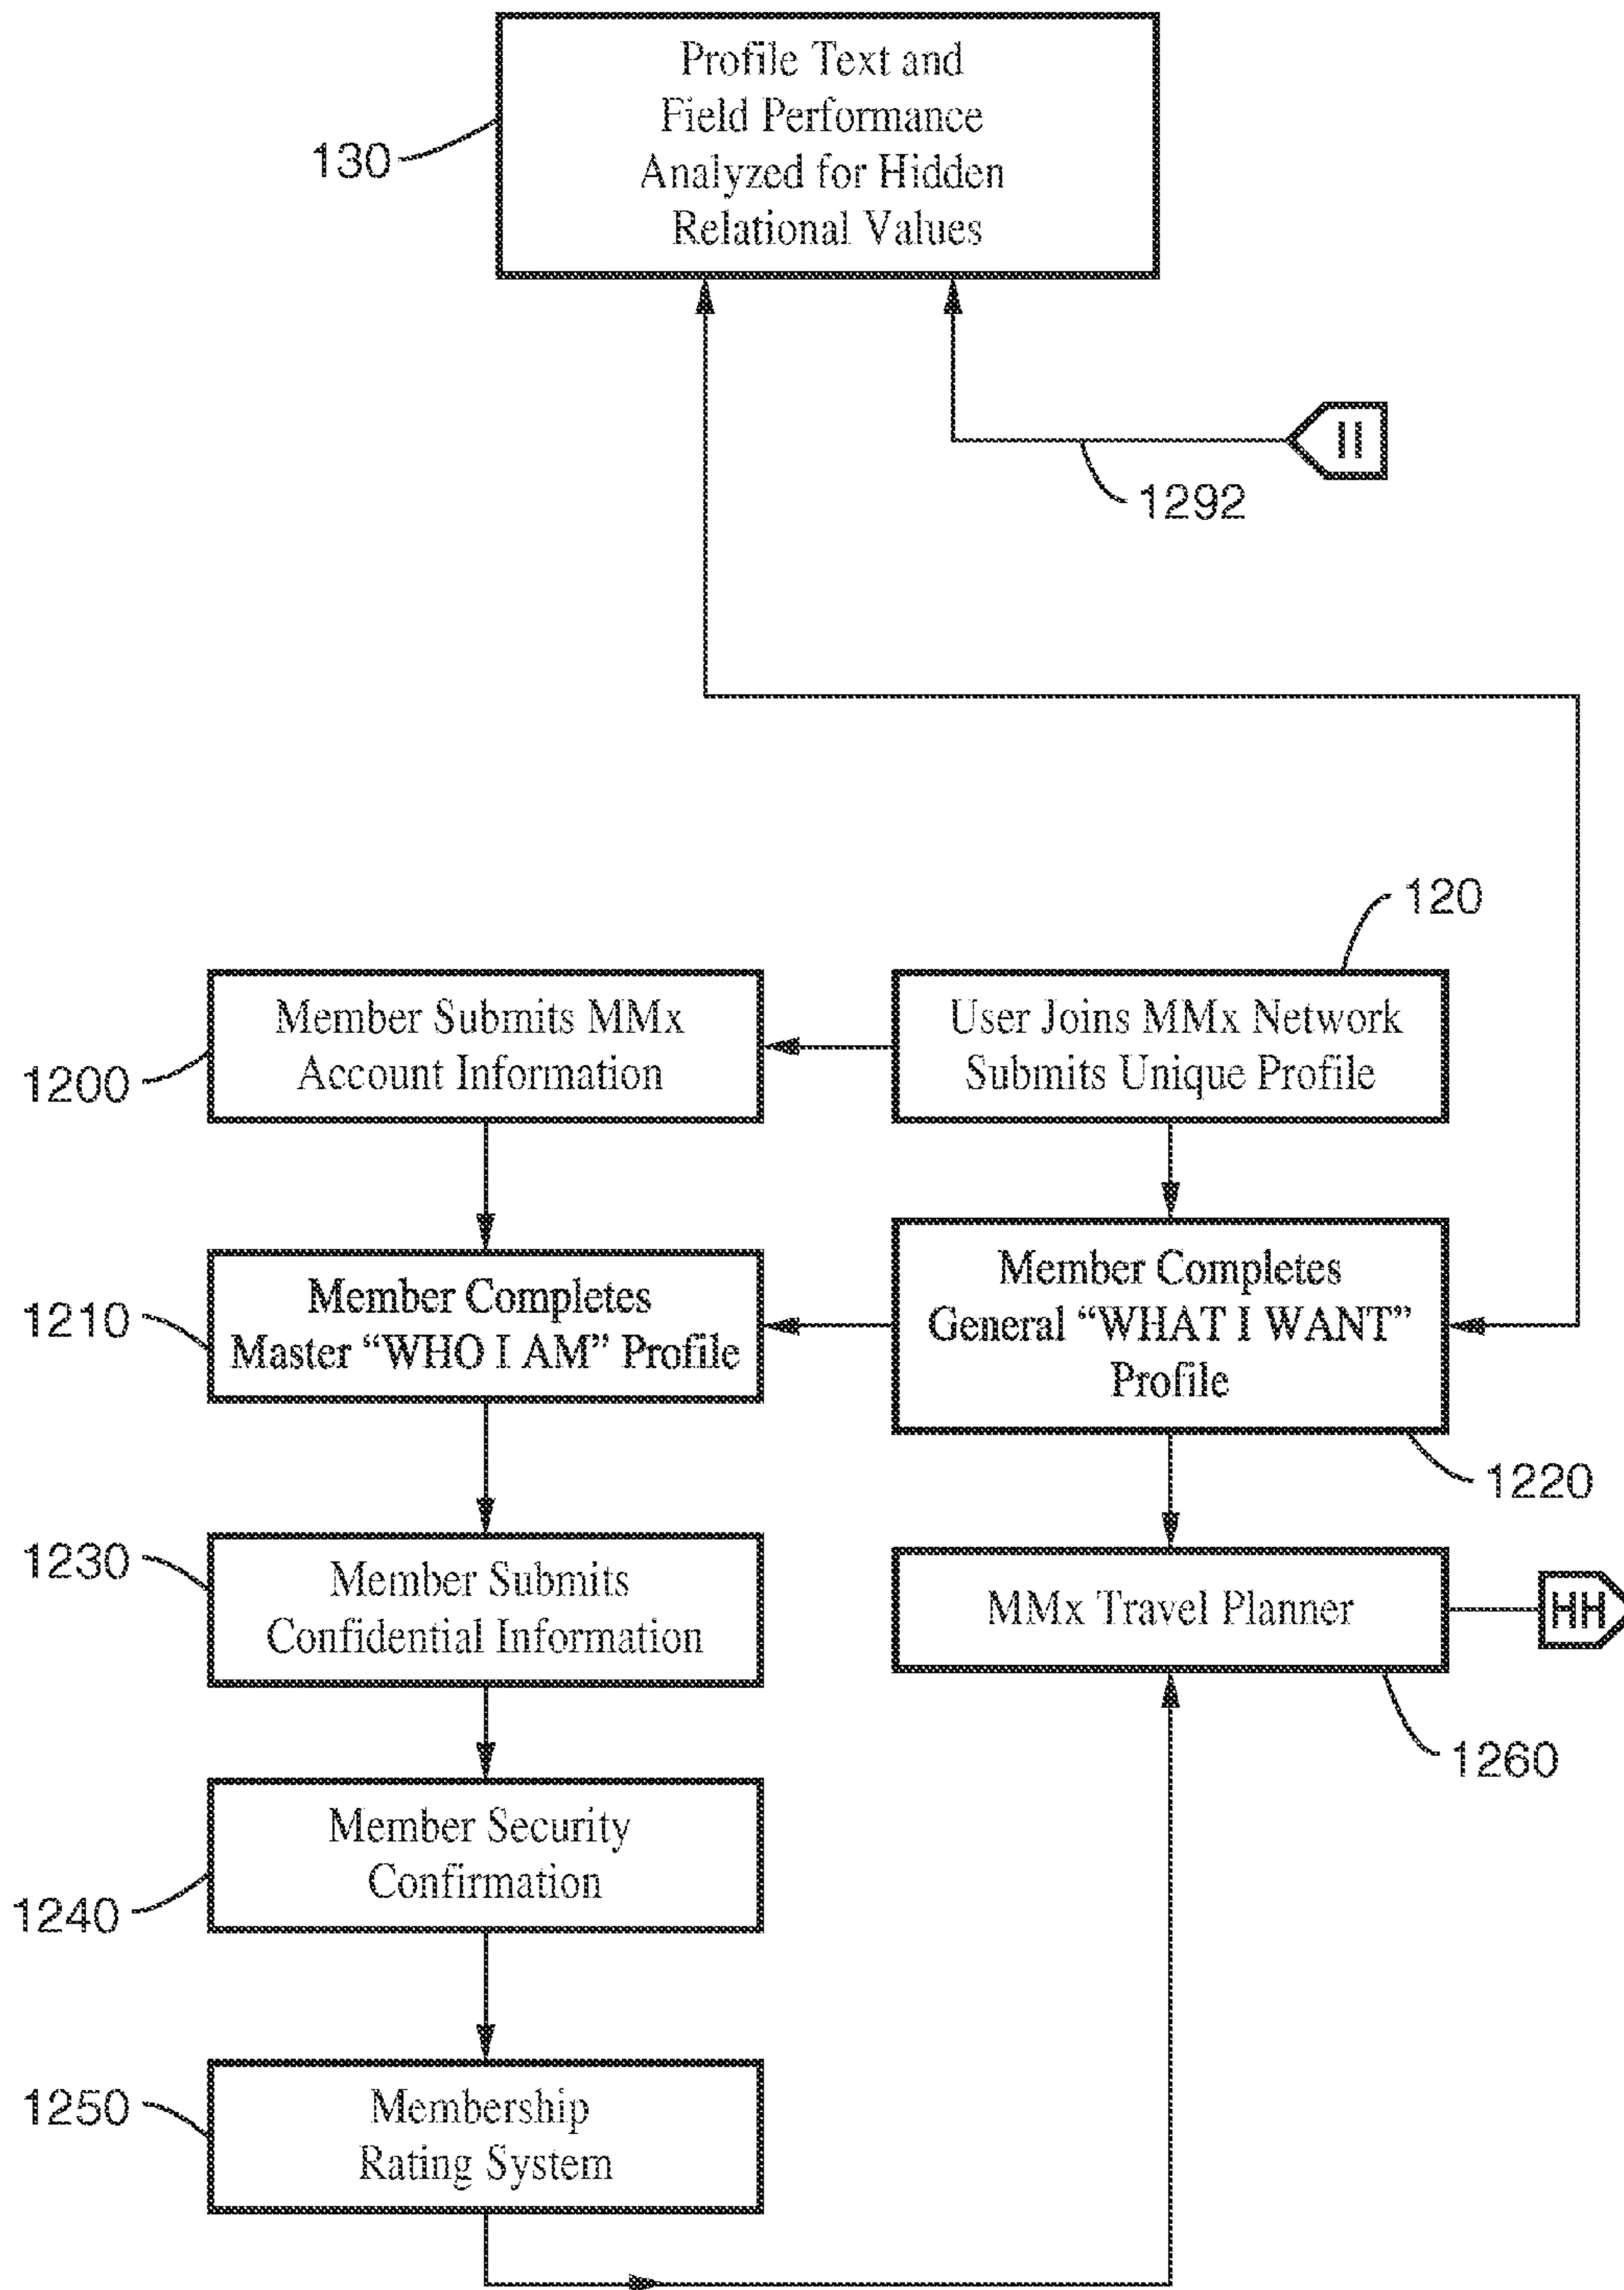 Profile Text and
Field Performance
Analyzed for Hidden
Relational Values
130
II
1292
120
Member Submits MMx
Account Information
1200
User Joins MMx Network
Submits Unique Profile
Member Completes
Master “WHO I AM” Profile
1210
Member Completes
General “WHAT I WANT”
Profile
1220
Member Submits
Confidential Information
1230
MMx Travel Planner
HH
1260
Member Security
Confirmation
1240
Membership
Rating System
1250